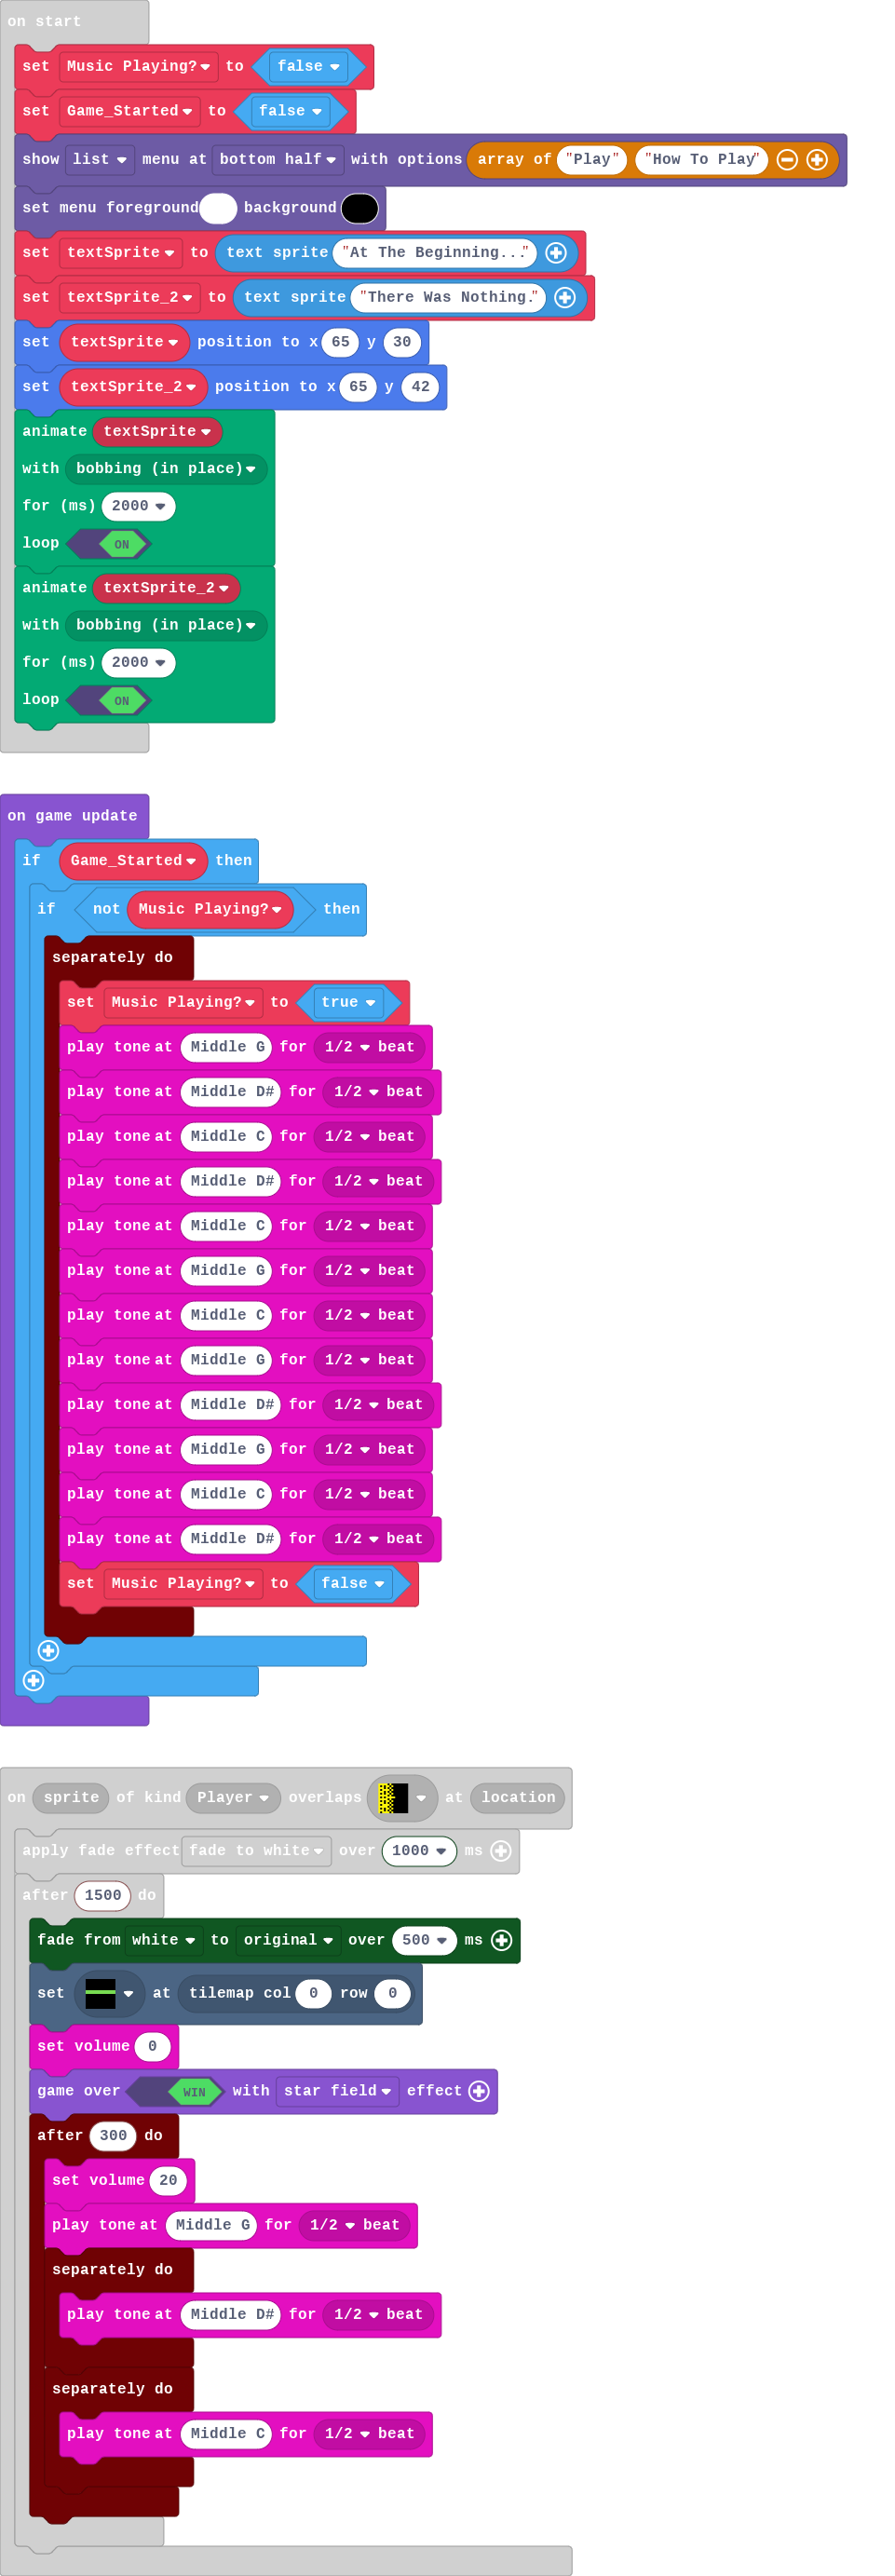 on start
set Music Playing? to false
set Game_Started to false
show list menu at bottom half with options array of "Play" "How To Play"
set menu foreground background
set textSprite to text sprite "At The Beginning..."
set textSprite_2 to text sprite "There Was Nothing."
set textSprite position to x 65 y 30
set textSprite_2 position to x 65 y 42
animate textSprite
with bobbing (in place)
for (ms) 2000
loop ON
animate textSprite_2
with bobbing (in place)
for (ms) 2000
loop ON
on game update
if Game_Started then
if not Music Playing? then
separately do
set Music Playing? to true
play tone at Middle G for 1/2 beat
play tone at Middle D# for 1/2 beat
play tone at Middle C for 1/2 beat
play tone at Middle D# for 1/2 beat
play tone at Middle C for 1/2 beat
play tone at Middle G for 1/2 beat
play tone at Middle C for 1/2 beat
play tone at Middle G for 1/2 beat
play tone at Middle D# for 1/2 beat
play tone at Middle G for 1/2 beat
play tone at Middle C for 1/2 beat
play tone at Middle D# for 1/2 beat
set Music Playing? to false
on sprite of kind Player overlaps at location
apply fade effect fade to white over 1000 ms
after 1500 do
fade from white to original over 500 ms
set at tilemap col 0 row 0
set volume 0
game over WIN with star field effect
after 300 do
set volume 20
play tone at Middle G for 1/2 beat
separately do
play tone at Middle D# for 1/2 beat
separately do
play tone at Middle C for 1/2 beat